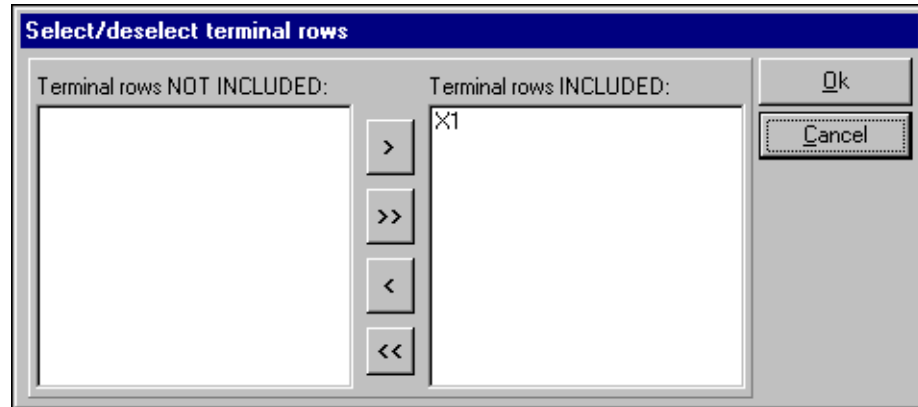 Select/deselect terminal rows
Terminal rows NOT INCLUDED:
Terminal rows INCLUDED:
X1
>
>>
<
<<
Ok
Cancel